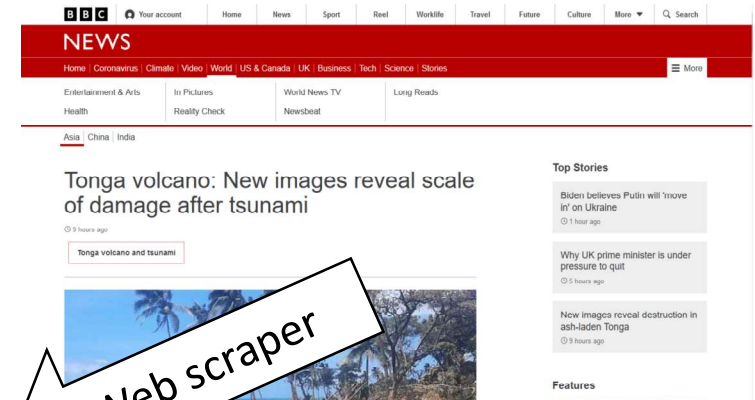 BBC Your account Home News Sport Reel Worklife Travel Future Culture More Search
NEWS
Home Coronavirus Climate Video World US & Canada UK Business Tech Science Stories More
Entertainment & Arts In Pictures World News TV Long Reads
Health Reality Check Newsbeat
Asia China India
Tonga volcano: New images reveal scale
of damage after tsunami
9 hours ago
Tonga volcano and tsunami
Web scraper
Top Stories
Biden believes Putin will 'move
in' on Ukraine
1 hour ago
Why UK prime minister is under
pressure to quit
5 hours ago
New images reveal destruction in
ash-laden Tonga
9 hours ago
Features